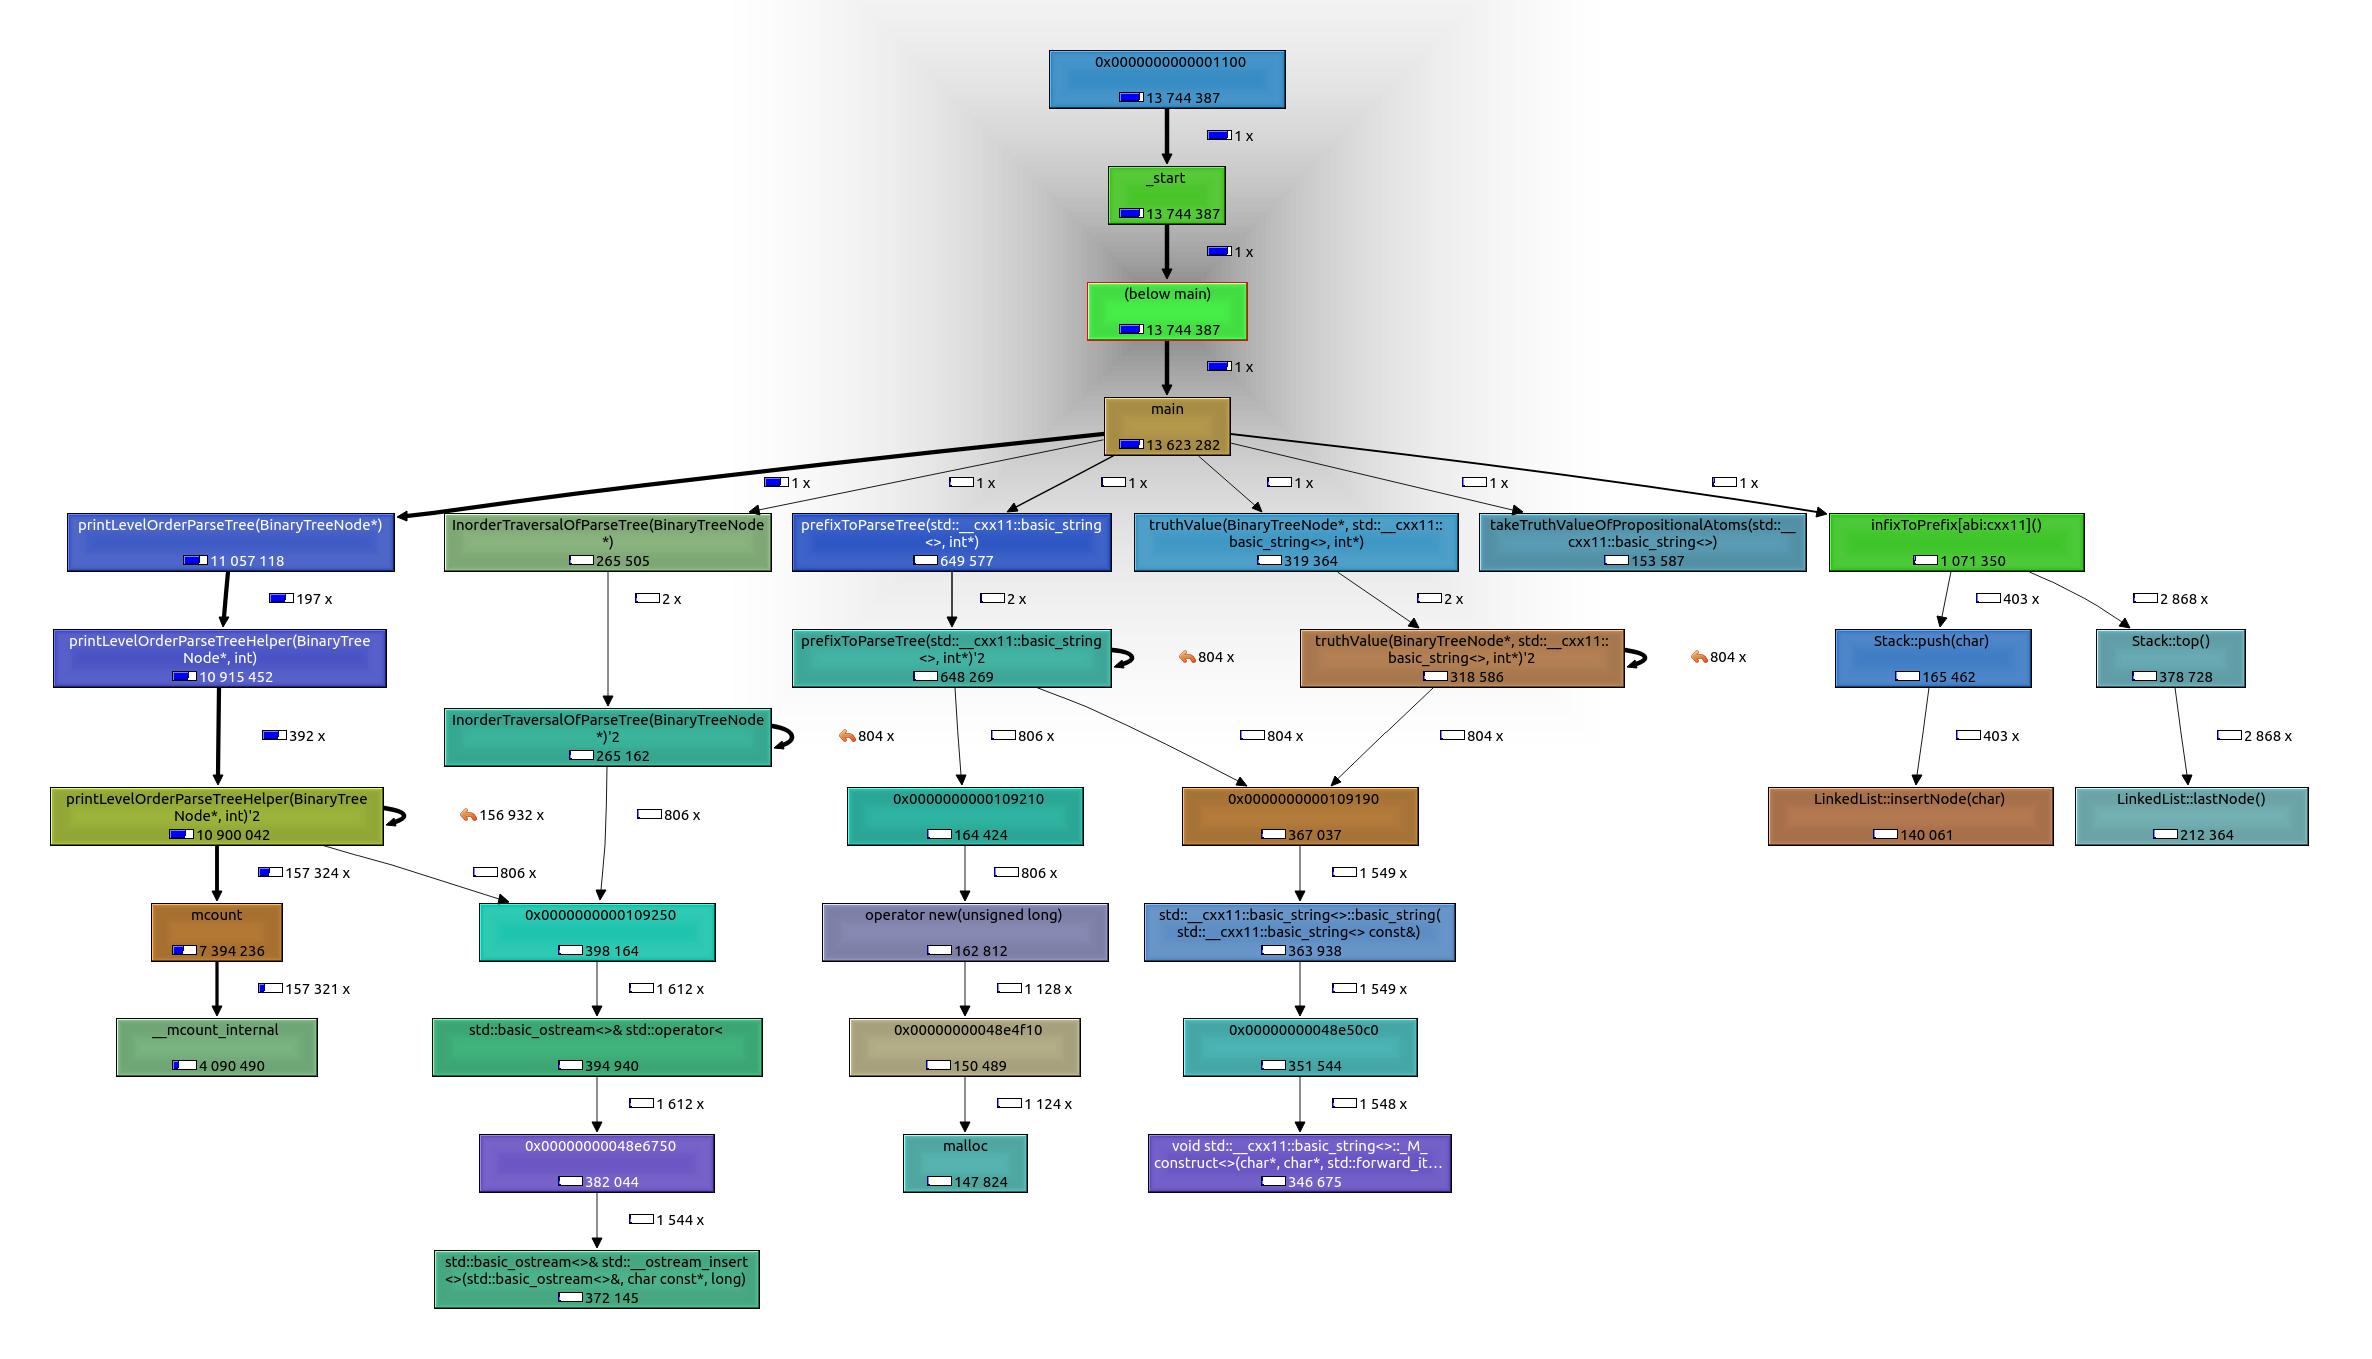 0x0000000000001100
13 744 387
1 x
_start
13 744 387
1 x
(below main)
13 744 387
1 x
main
13 623 282
1 x
1 x
1 x
1 x
1 x
1 x
printLevelOrderParseTree(BinaryTreeNode*)
11 057 118
InorderTraversalOfParseTree(BinaryTreeNode
*)
265 505
prefixToParseTree(std::__cxx11::basic_string
<>, int*)
649 577
truthValue(BinaryTreeNode*, std::__cxx11::
basic_string<>, int*)
319 364
takeTruthValueOfPropositionalAtoms(std::__
cxx11::basic_string<>)
153 587
infixToPrefix[abi:cxx11]()
1 071 350
197 x
2 x
2 x
2 x
403 x
2 868 x
printLevelOrderParseTreeHelper(BinaryTree
Node*, int)
10 915 452
prefixToParseTree(std::__cxx11::basic_string
<>, int*)'2
648 269
804 x
truthValue(BinaryTreeNode*, std::__cxx11::
basic_string<>, int*)'2
318 586
804 x
Stack::push(char)
165 462
Stack::top()
378 728
392 x
InorderTraversalOfParseTree(BinaryTreeNode
*)'2
265 162
804 x
806 x
804 x
804 x
403 x
2 868 x
printLevelOrderParseTreeHelper(BinaryTree
Node*, int)'2
10 900 042
156 932 x
806 x
0x0000000000109210
164 424
0x0000000000109190
367 037
LinkedList::insertNode(char)
140 061
LinkedList::lastNode()
212 364
157 324 x
806 x
806 x
1 549 x
mcount
7 394 236
0x0000000000109250
398 164
operator new(unsigned long)
162 812
std::__cxx11::basic_string<>::basic_string(
std::__cxx11::basic_string<> const&)
363 938
157 321 x
1 612 x
1 128 x
1 549 x
__mcount_internal
4 090 490
std::basic_ostream<>& std::operator<
394 940
0x00000000048e4f10
150 489
0x00000000048e50c0
351 544
1 612 x
1 124 x
1 548 x
0x00000000048e6750
382 044
malloc
147 824
void std::__cxx11::basic_string<>::_M_
construct<>(char*, char*, std::forward_it...
346 675
1 544 x
std::basic_ostream<>& std::__ostream_insert
<>(std::basic_ostream<>&, char const*, long)
372 145